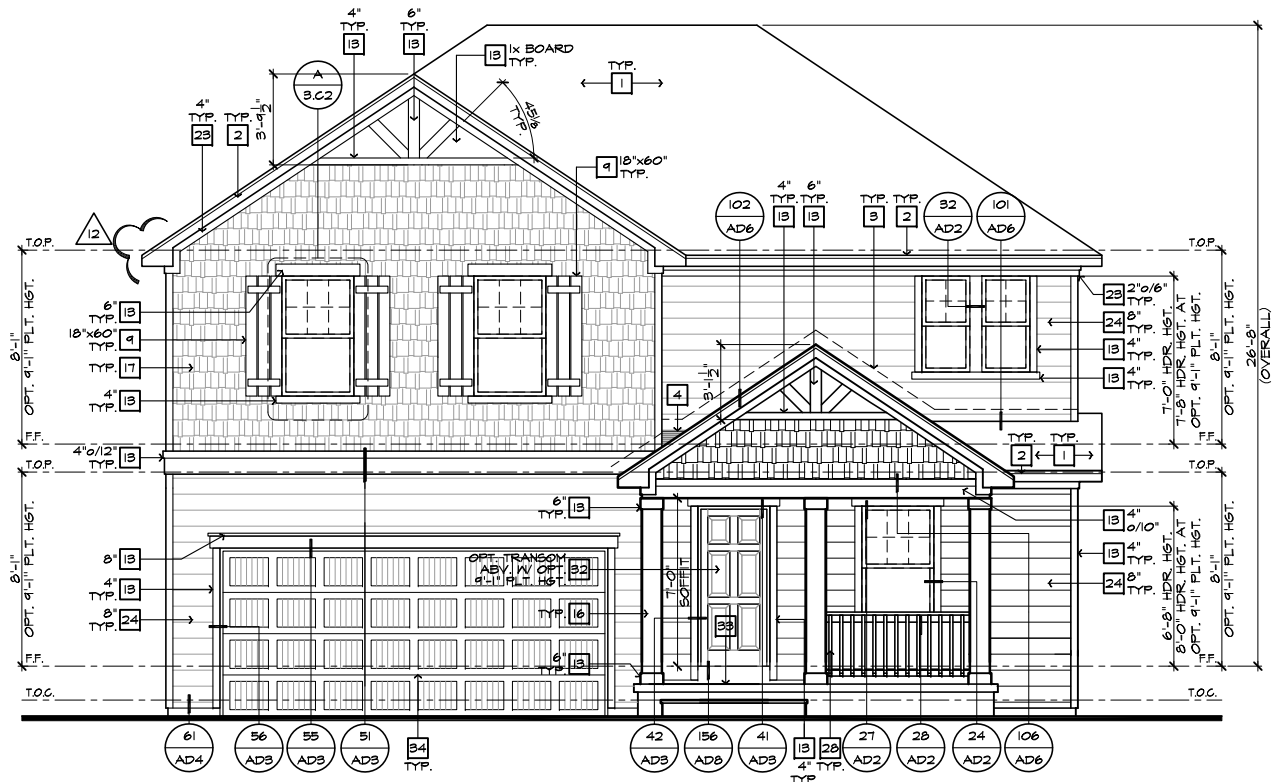 4"
TYP.
13
6"
TYP.
13
13 1x BOARD
TYP.
TYP.
1
A
3.C2
4"
TYP.
23
TYP.
2
3'-9 1/2"
45/8
TYP.
9 18"x60"
TYP.
102
AD6
4"
TYP.
13
6"
TYP.
13
TYP.
3
TYP.
2
32
AD2
101
AD6
12
T.O.P.
T.O.P.
6"
TYP. 13
18"x60"
TYP. 9
TYP. 17
4"
TYP. 13
8'-1"
OPT. 9'-1" PLT. HGT.
23 2"o/6"
TYP.
24 8"
TYP.
13 4"
TYP.
13 4"
TYP.
7'-0" HDR. HGT.
7'-8" HDR. HGT. AT
OPT. 9'-1" PLT. HGT.
8'-1"
OPT. 9'-1" PLT. HGT.
26'-8"
(OVERALL)
3'-1 1/2"
4
F.F.
F.F.
4"o/12"
TYP. 13
T.O.P.
TYP.
2
TYP.
1
T.O.P.
6"
TYP. 13
8" 13
4"
TYP. 13
8"
TYP. 24
8'-1"
OPT. 9'-1" PLT. HGT.
OPT. TRANSOM
ABV. W/ OPT. 32
9'-1" PLT. HGT.
7'-0"
SOFFIT
TYP. 16
33
6"
TYP. 13
13 4"
o/10"
13 4"
TYP.
24 8"
TYP.
6'-8" HDR. HGT.
8'-0" HDR. HGT. AT
OPT. 9'-1" PLT. HGT.
8'-1"
OPT. 9'-1" PLT. HGT.
F.F.
F.F.
T.O.C.
T.O.C.
61
AD4
56
AD3
55
AD3
51
AD3
34
TYP.
42
AD3
156
AD8
41
AD3
13
4"
TYP
28
TYP.
27
AD2
28
AD2
24
AD2
106
AD6